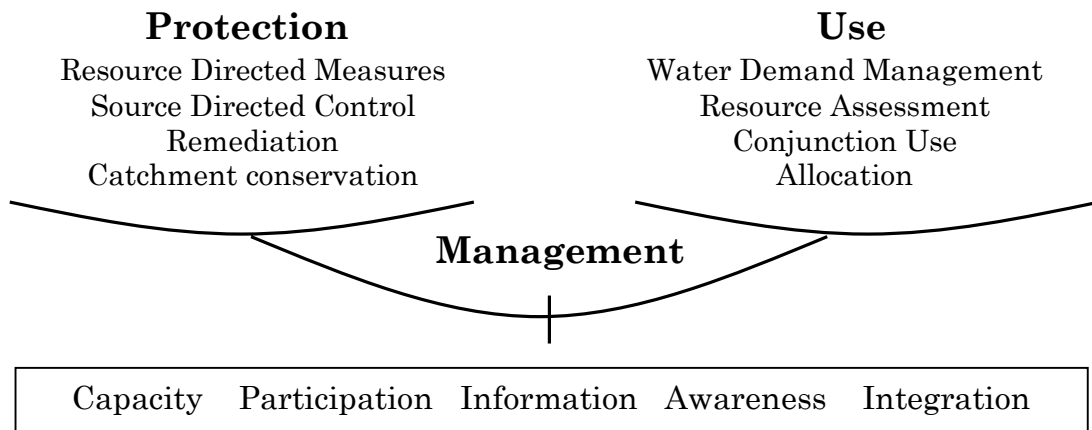 Protection
Resource Directed Measures
Source Directed Control
Remediation
Catchment conservation
Use
Water Demand Management
Resource Assessment
Conjunction Use
Allocation
Management
Capacity Participation Information Awareness Integration